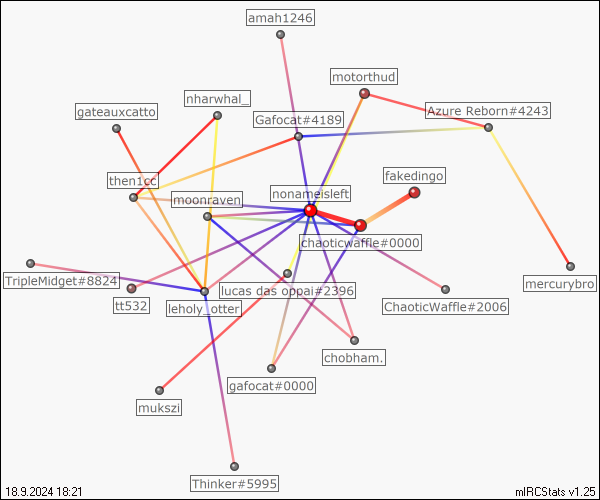 amah1246
motorthud
nharwhal_
gateauxcatto
Gafocat#4189
Azure Reborn#4243
then1cc
fakedingo
nonameisleft
moonraven
chaoticwaffle#0000
TripleMidget#8824
tt532
leholy_otter
lucas das oppai#2396
ChaoticWaffle#2006
mercurybro
chobham.
gafocat#0000
mukszi
Thinker#5995
18.9.2024 18:21
mIRCStats v1.25